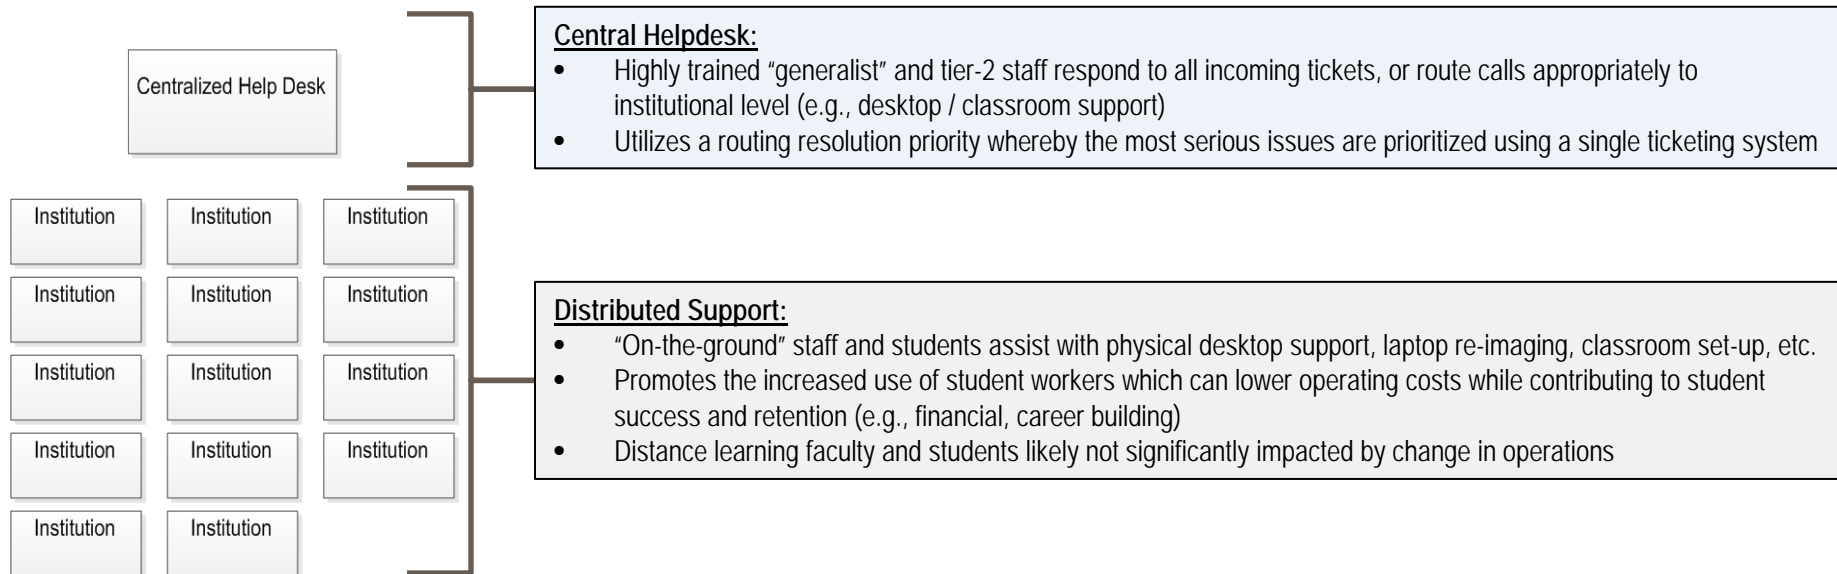 Centralized Help Desk
Central Helpdesk:
• Highly trained “generalist” and tier-2 staff respond to all incoming tickets, or route calls appropriately to
institutional level (e.g., desktop / classroom support)
• Utilizes a routing resolution priority whereby the most serious issues are prioritized using a single ticketing system
Institution Institution Institution
Institution Institution Institution
Institution Institution Institution
Institution Institution Institution
Institution Institution
Distributed Support:
• “On-the-ground” staff and students assist with physical desktop support, laptop re-imaging, classroom set-up, etc.
• Promotes the increased use of student workers which can lower operating costs while contributing to student
success and retention (e.g., financial, career building)
• Distance learning faculty and students likely not significantly impacted by change in operations